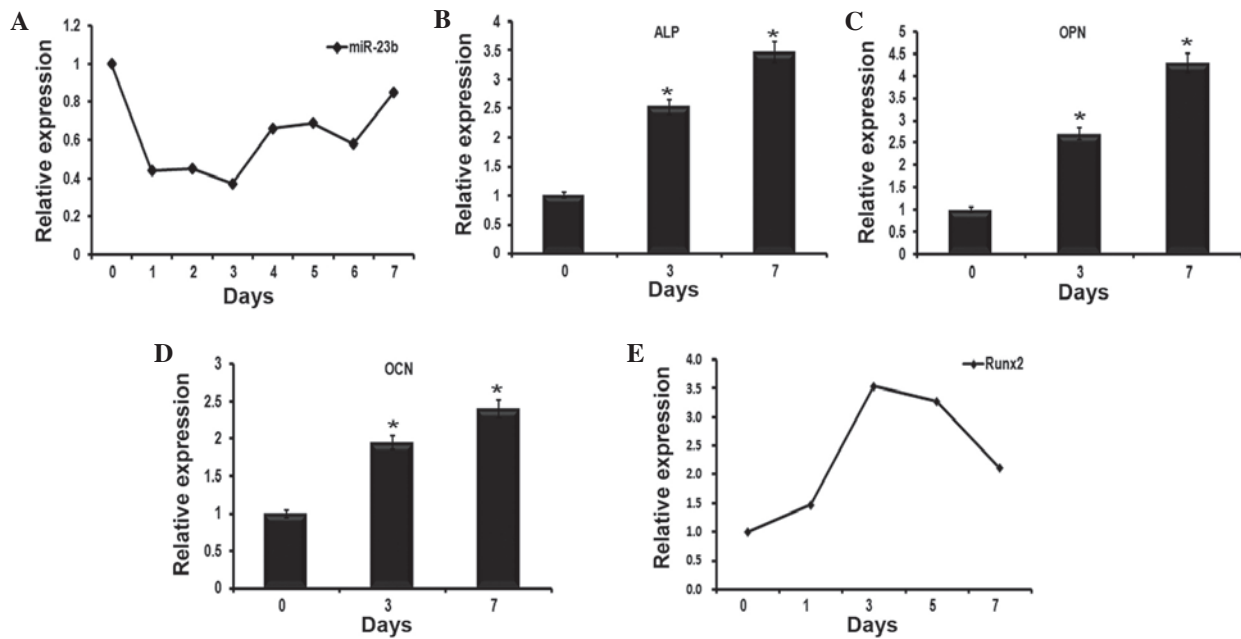 A
miR-23b
Relative expression
1.2
1
0.8
0.6
0.4
0.2
0
0 1 2 3 4 5 6 7
Days
B
ALP
Relative expression
4
3.5
3
2.5
2
1.5
1
0.5
0
* *
0 3 7
Days
C
OPN
Relative expression
5
4.5
4
3.5
3
2.5
2
1.5
1
0.5
0
* *
0 3 7
Days
D
OCN
Relative expression
3
2.5
2
1.5
1
0.5
0
* *
0 3 7
Days
E
Runx2
Relative expression
4.0
3.5
3.0
2.5
2.0
1.5
1.0
0.5
0.0
0 1 3 5 7
Days